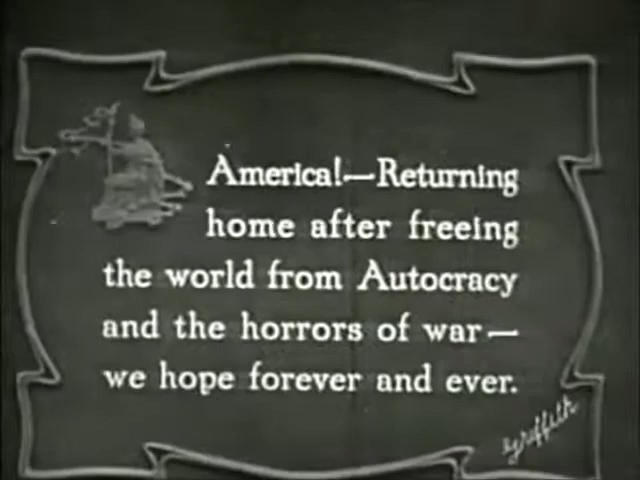 America!—Returning
home after freeing
the world from Autocracy
and the horrors of war—
we hope forever and ever.
Griffith